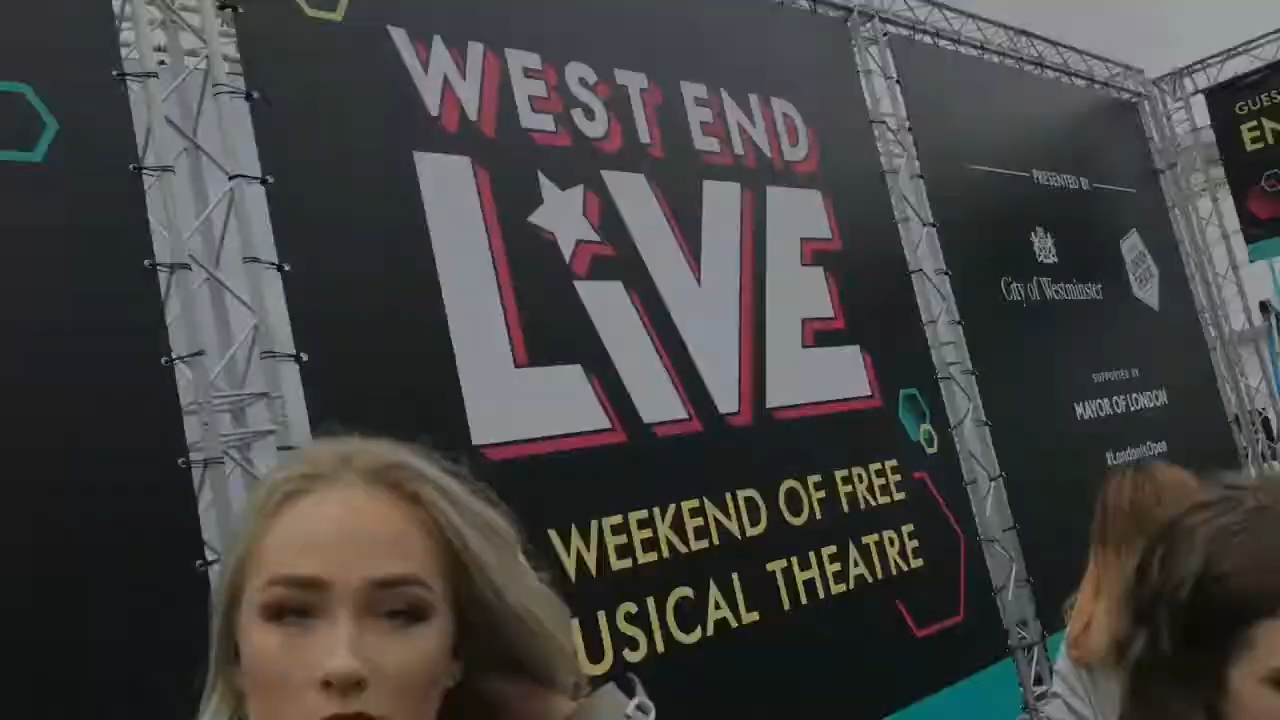 WEST END
LiVE
WEEKEND OF FREE
USICAL THEATRE
PRESENTED BY
City of Westminster
SUPPORTED BY
MAYOR OF LONDON
#LondonIsOpen
GUES
EN